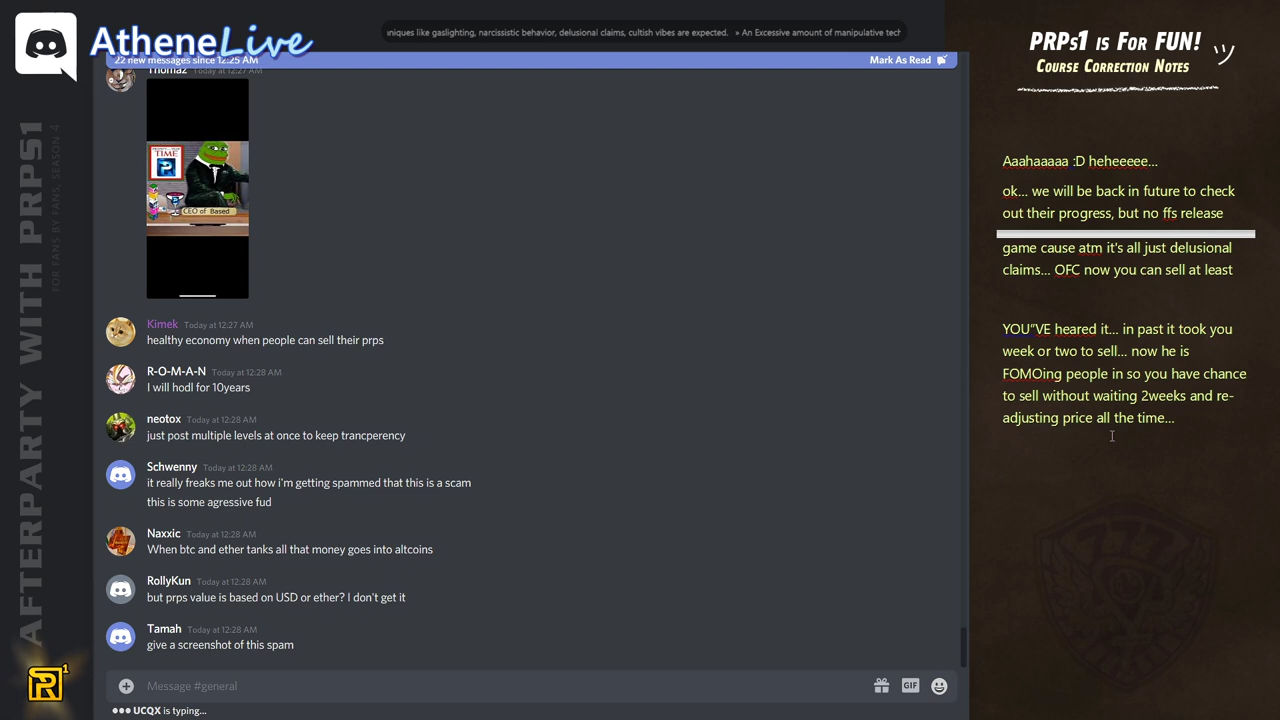 AtheneLive
niques like gaslighting, narcissistic behavior, delusional claims, cultish vibes are expected.   » An Excessive amount of manipulative tech
22 new messages since 12:25 AM
Mark As Read
Thomaz Today at 12:27 AM
TIME
CEO of Based
Kimek Today at 12:27 AM
healthy economy when people can sell their prps
R-O-M-A-N Today at 12:28 AM
I will hodl for 10years
neotox Today at 12:28 AM
just post multiple levels at once to keep trancperency
Schwenny Today at 12:28 AM
it really freaks me out how i'm getting spammed that this is a scam
this is some agressive fud
Naxxic Today at 12:28 AM
When btc and ether tanks all that money goes into altcoins
RollyKun Today at 12:28 AM
but prps value is based on USD or ether? I don't get it
Tamah Today at 12:28 AM
give a screenshot of this spam
Message #general
GIF
UCQX is typing...
AFTERPARTY WITH PRPS1
FOR FANS BY FANS, SEASON 4
PRPS1 IS FOR FUN!
COURSE CORRECTION NOTES
ツ
Aaahaaaaa :D heheeeee...
ok... we will be back in future to check
out their progress, but no ffs release
game cause atm it's all just delusional
claims... OFC now you can sell at least
YOU"VE heared it... in past it took you
week or two to sell... now he is
FOMOing people in so you have chance
to sell without waiting 2weeks and re-
adjusting price all the time...